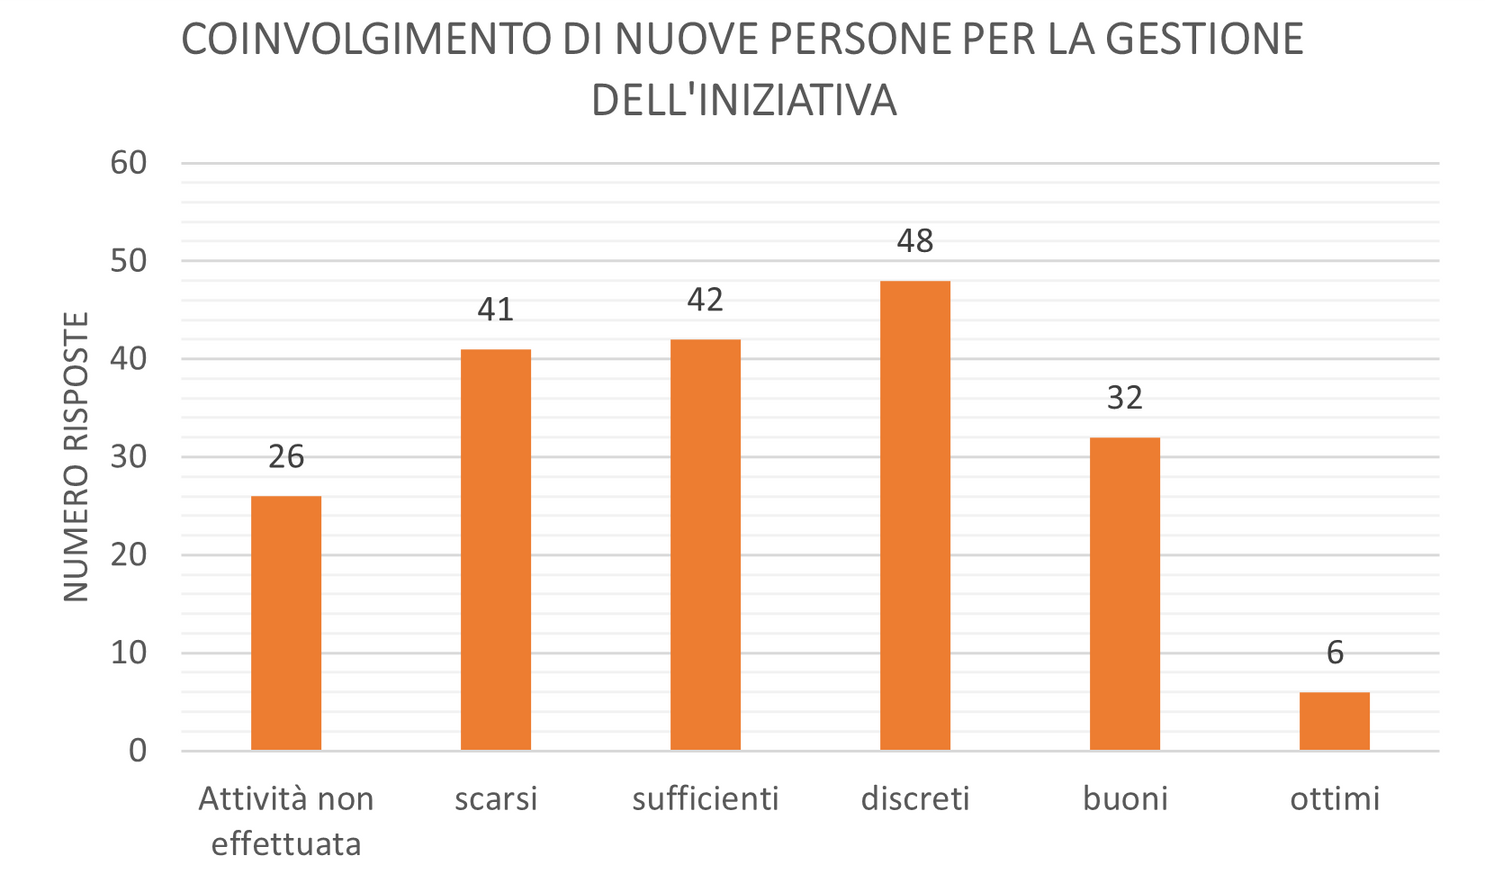 COINVOLGIMENTO DI NUOVE PERSONE PER LA GESTIONE
DELL'INIZIATIVA
NUMERO RISPOSTE
60
50
40
30
20
10
0
26
41
42
48
32
6
Attività non
effettuata
scarsi
sufficienti
discreti
buoni
ottimi